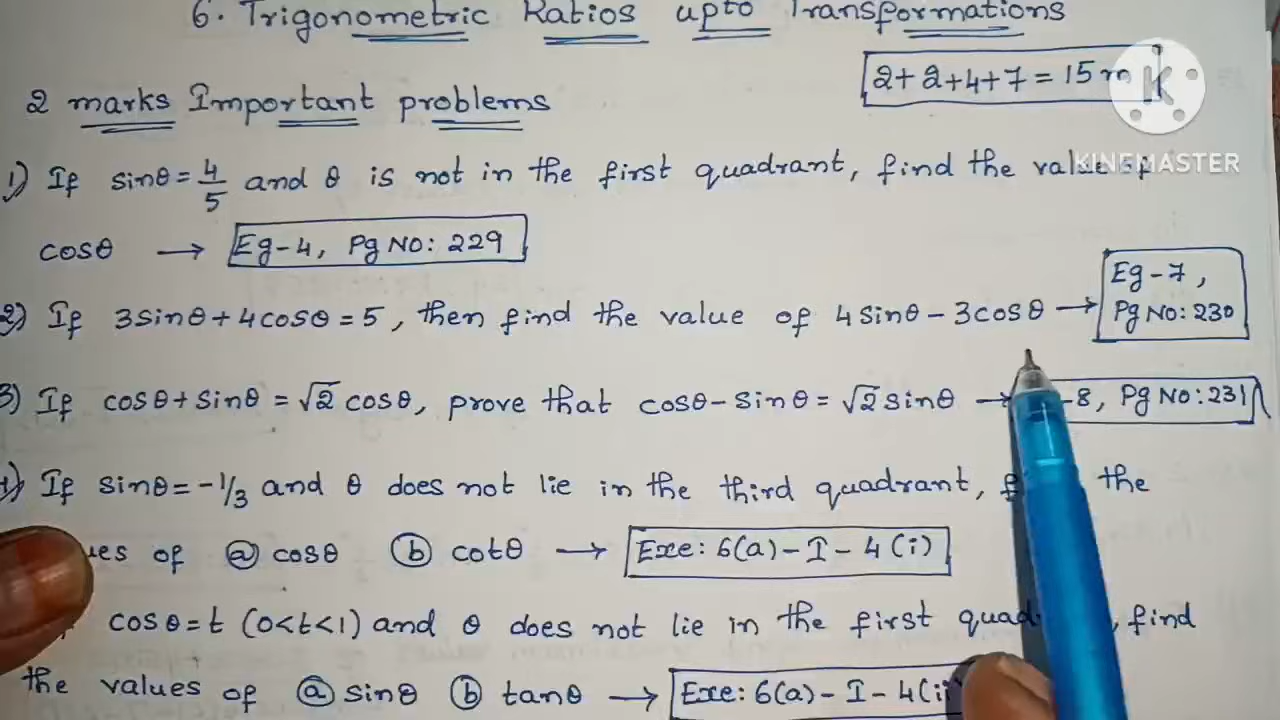 6. Trigonometric Ratios upto Transformations
2+2+4+7 = 15m
K
2 marks Important problems
KINEMASTER
1) If sinθ = 4/5 and θ is not in the first quadrant, find the value of
cosθ → Eg-4, Pg NO: 229
2) If 3sinθ + 4cosθ = 5, then find the value of 4sinθ - 3cosθ → Eg-7, Pg NO: 230
3) If cosθ + sinθ = √2 cosθ, prove that cosθ - sinθ = √2 sinθ → -8, Pg NO: 231
If sinθ = -1/3 and θ does not lie in the third quadrant, the
of ⓐ cosθ ⓑ cotθ → Exe: 6(a) - I - 4(i)
cosθ = t (0<t<1) and θ does not lie in the first , find
the values of ⓐ sinθ ⓑ tanθ → Exe: 6(a) - I - 4(ii